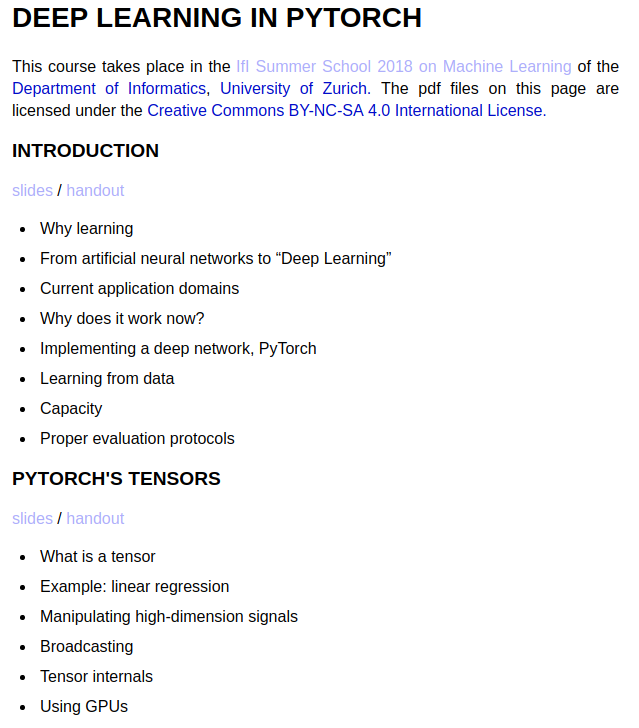 DEEP LEARNING IN PYTORCH
This course takes place in the IfI Summer School 2018 on Machine Learning of the
Department of Informatics, University of Zurich. The pdf files on this page are
licensed under the Creative Commons BY-NC-SA 4.0 International License.
INTRODUCTION
slides / handout
• Why learning
• From artificial neural networks to “Deep Learning”
• Current application domains
• Why does it work now?
• Implementing a deep network, PyTorch
• Learning from data
• Capacity
• Proper evaluation protocols
PYTORCH'S TENSORS
slides / handout
• What is a tensor
• Example: linear regression
• Manipulating high-dimension signals
• Broadcasting
• Tensor internals
• Using GPUs